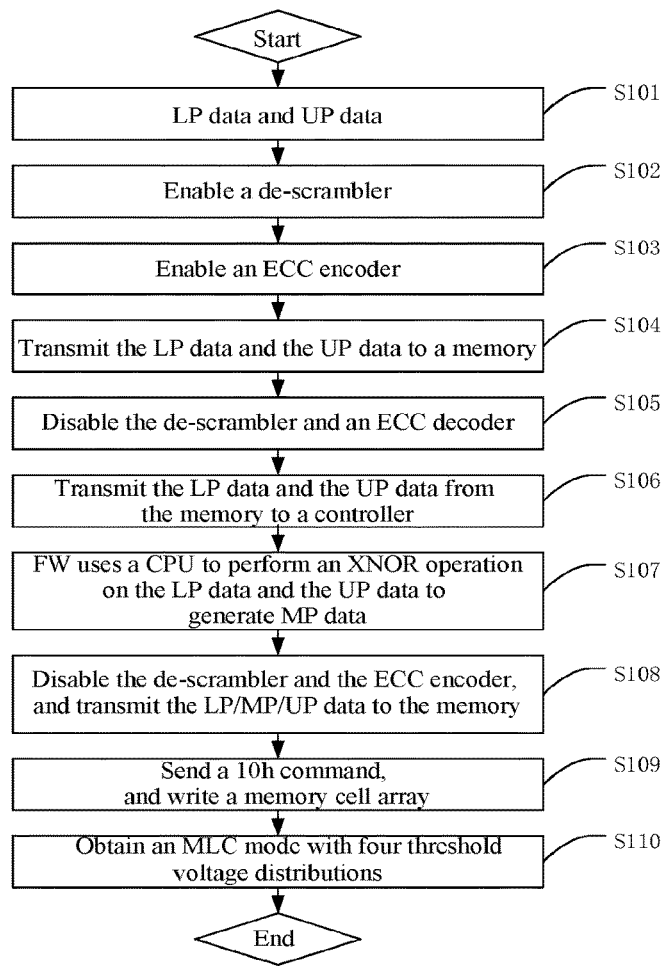 Start
S101
LP data and UP data
S102
Enable a de-scrambler
S103
Enable an ECC encoder
S104
Transmit the LP data and the UP data to a memory
S105
Disable the de-scrambler and an ECC decoder
S106
Transmit the LP data and the UP data from
the memory to a controller
S107
FW uses a CPU to perform an XNOR operation
on the LP data and the UP data to
generate MP data
S108
Disable the de-scrambler and the ECC encoder,
and transmit the LP/MP/UP data to the memory
S109
Send a 10h command,
and write a memory cell array
S110
Obtain an MLC mode with four threshold
voltage distributions
End